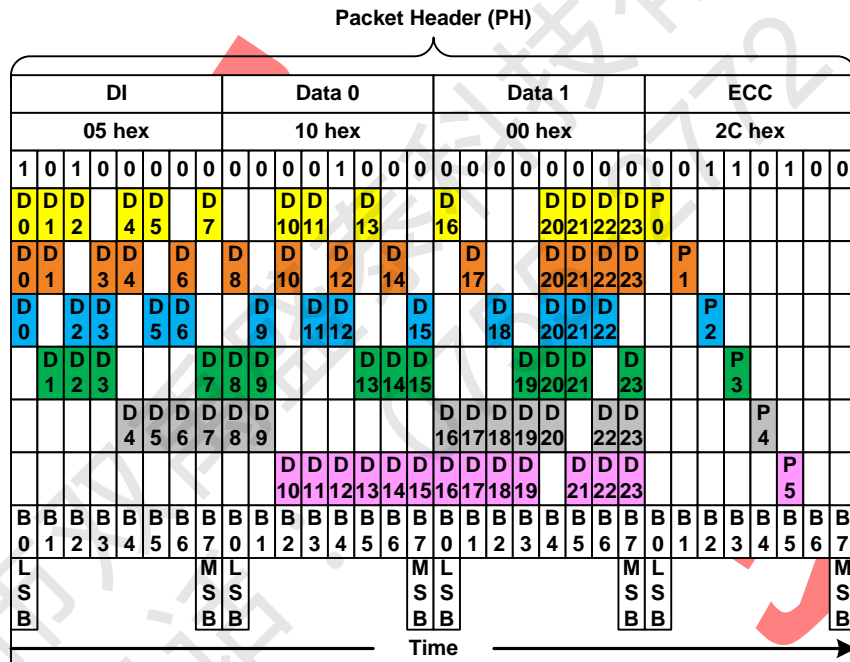 Packet Header (PH)
DI Data 0 Data 1 ECC
05 hex 10 hex 00 hex 2C hex
1 0 1 0 0 0 0 0 0 0 0 0 1 0 0 0 0 0 0 0 0 0 0 0 0 0 1 1 0 1 0 0
D0 D1 D2 D4 D5 D7 D10 D11 D13 D16 D20 D21 D22 D23 P0
D0 D1 D3 D4 D6 D8 D10 D12 D14 D17 D20 D21 D22 D23 P1
D0 D2 D3 D5 D6 D9 D11 D12 D15 D18 D20 D21 D22 P2
D1 D2 D3 D7 D8 D9 D13 D14 D15 D19 D20 D21 D23 P3
D4 D5 D6 D7 D8 D9 D16 D17 D18 D19 D20 D22 D23 P4
D10 D11 D12 D13 D14 D15 D16 D17 D18 D19 D21 D22 D23 P5
B0 B1 B2 B3 B4 B5 B6 B7 B0 B1 B2 B3 B4 B5 B6 B7 B0 B1 B2 B3 B4 B5 B6 B7 B0 B1 B2 B3 B4 B5 B6 B7
LSB MSB LSB MSB LSB MSB LSB MSB
Time